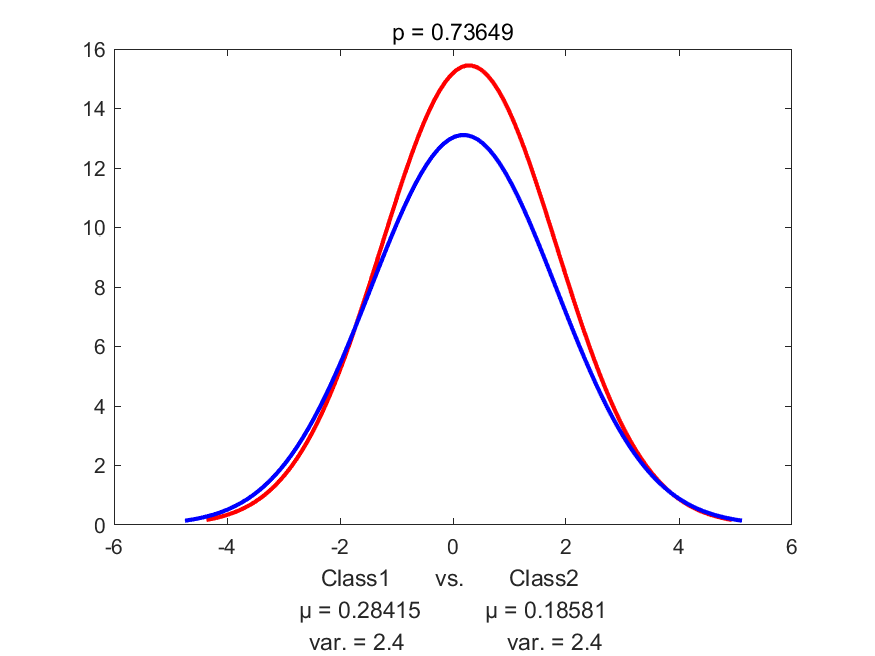 p = 0.73649
16
14
12
10
8
6
4
2
0
-6 -4 -2 0 2 4 6
Class1 vs. Class2
μ = 0.28415 μ = 0.18581
var. = 2.4 var. = 2.4